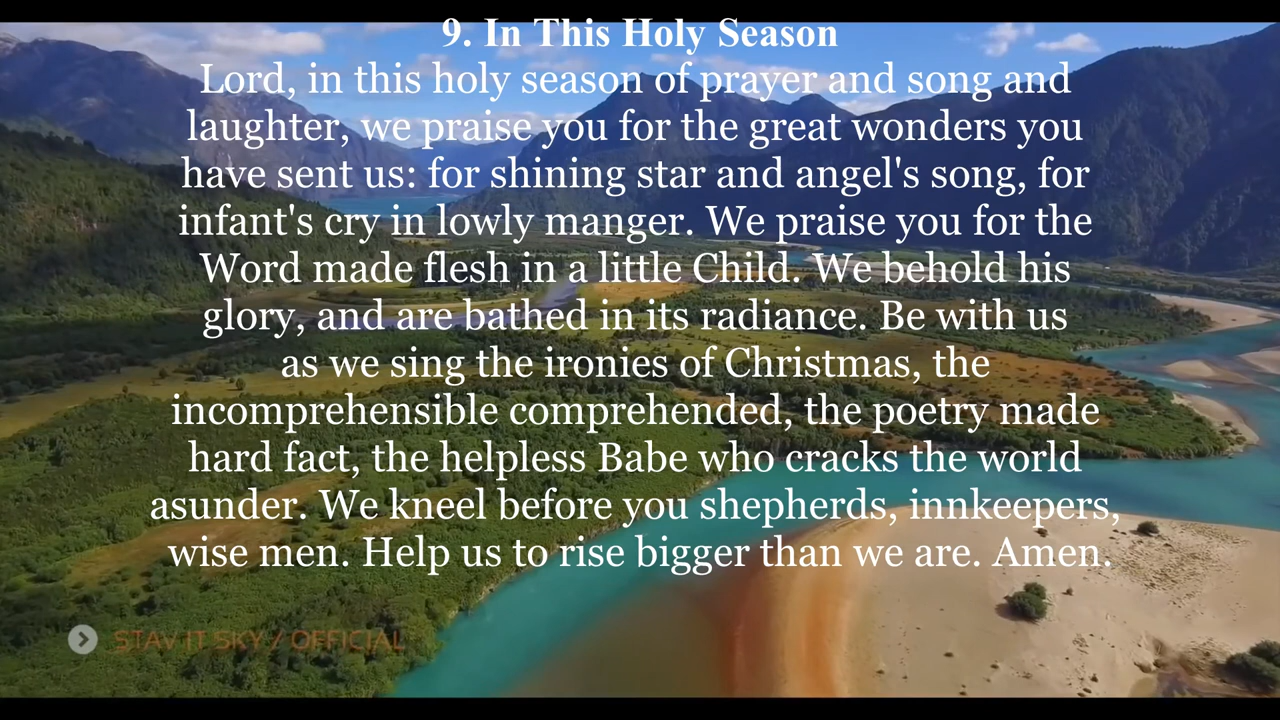 9. In This Holy Season
Lord, in this holy season of prayer and song and
laughter, we praise you for the great wonders you
have sent us: for shining star and angel's song, for
infant's cry in lowly manger. We praise you for the
Word made flesh in a little Child. We behold his
glory, and are bathed in its radiance. Be with us
as we sing the ironies of Christmas, the
incomprehensible comprehended, the poetry made
hard fact, the helpless Babe who cracks the world
asunder. We kneel before you shepherds, innkeepers,
wise men. Help us to rise bigger than we are. Amen.
STAV IT SKY / OFFICIAL